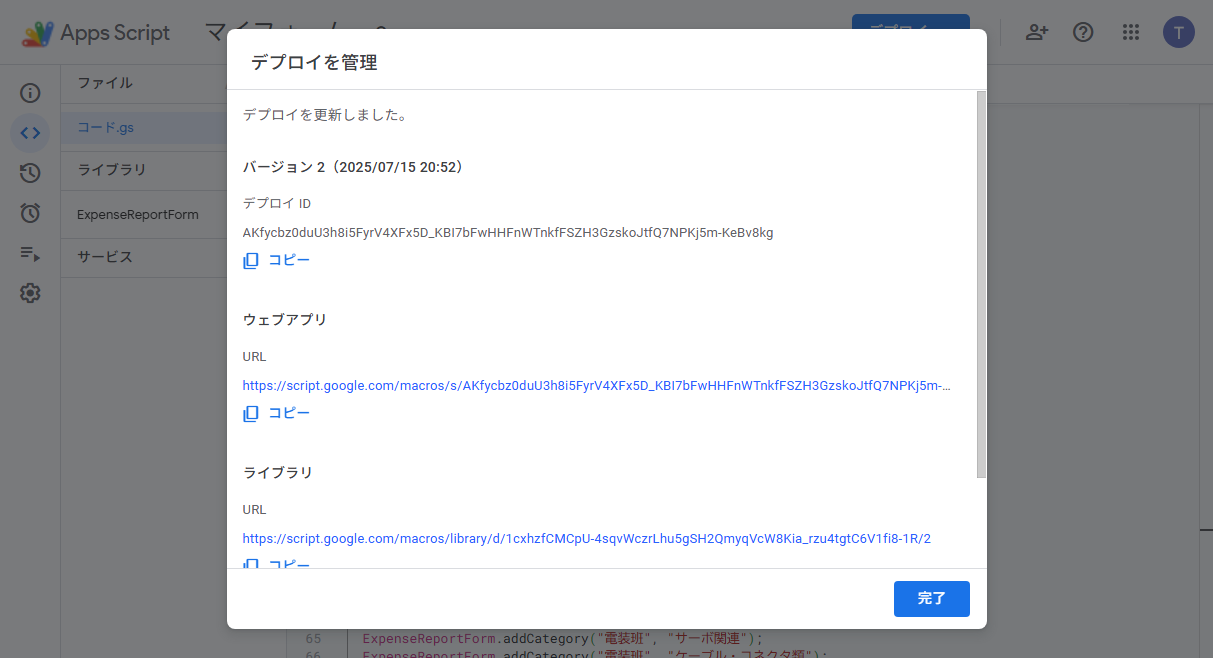 Apps Script
デプロイ
T
デプロイを管理
ファイル
コード.gs
ライブラリ
ExpenseReportForm
サービス
デプロイを更新しました。
バージョン 2（2025/07/15 20:52）
デプロイ ID
AKfycbz0duU3h8i5FyrV4XFx5D_KBI7bFwHHFnWTnkfFSZH3GzskoJtfQ7NPKj5m-KeBv8kg
コピー
ウェブアプリ
URL
https://script.google.com/macros/s/AKfycbz0duU3h8i5FyrV4XFx5D_KBI7bFwHHFnWTnkfFSZH3GzskoJtfQ7NPKj5m-...
コピー
ライブラリ
URL
https://script.google.com/macros/library/d/1cxhzfCMCpU-4sqvWczrLhu5gSH2QmyqVcW8Kia_rzu4tgtC6V1fi8-1R/2
コピー
完了
65 ExpenseReportForm.addCategory("電装班", "サーボ関連");
66 ExpenseReportForm.addCategory("電装班", "ケーブル・コネクタ類");